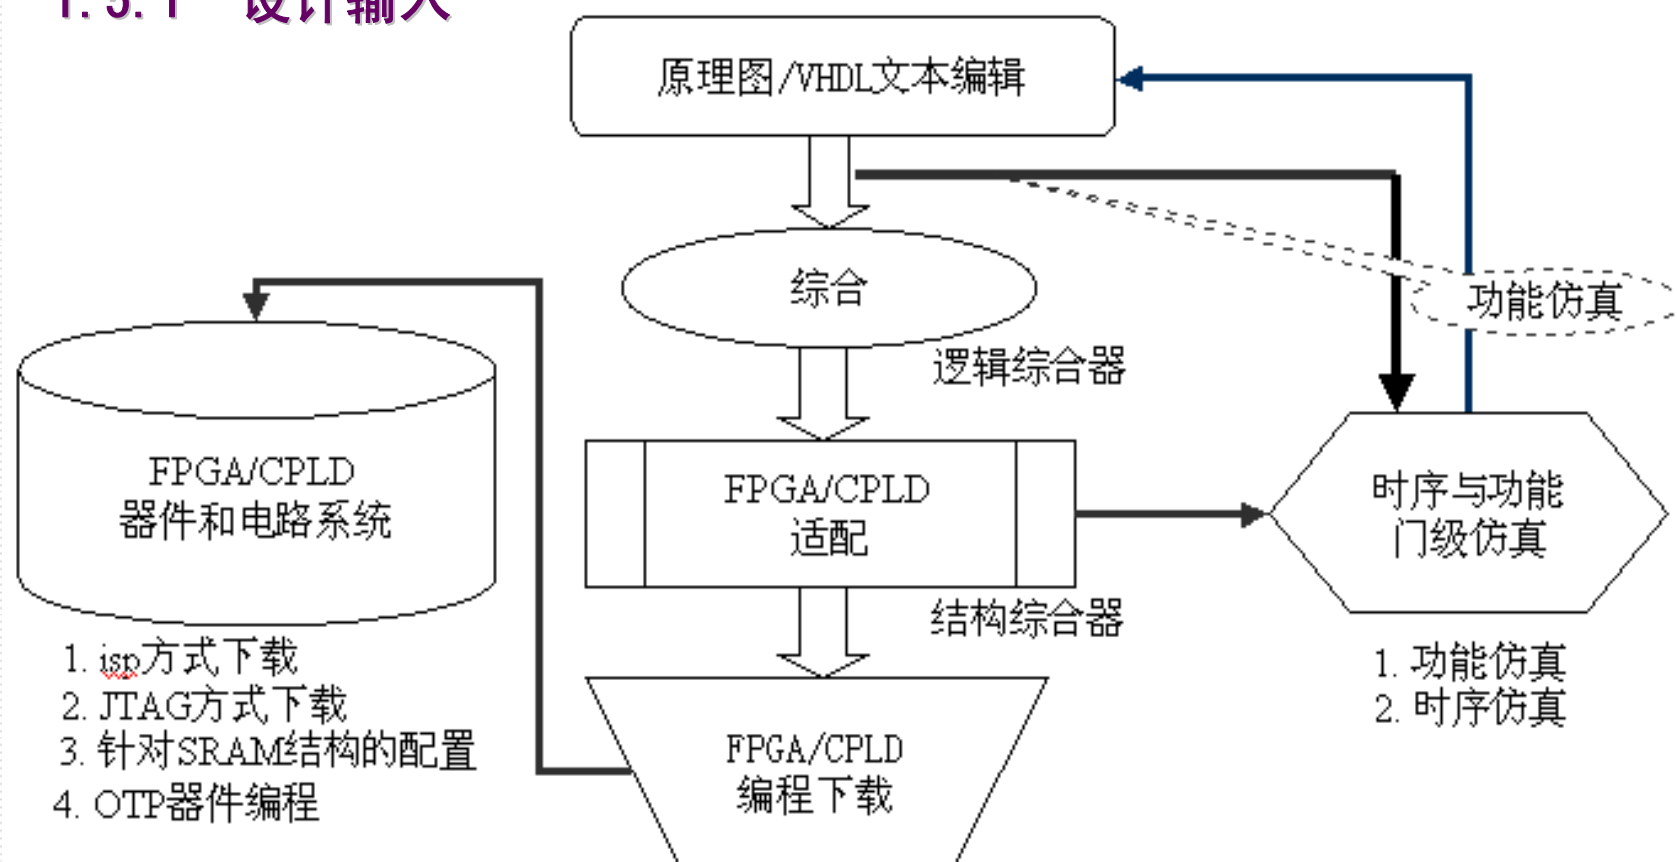 1.5.1 设计输入
原理图/VHDL文本编辑
综合
功能仿真
逻辑综合器
FPGA/CPLD
器件和电路系统
FPGA/CPLD
适配
时序与功能
门级仿真
结构综合器
1. isp方式下载
2. JTAG方式下载
3. 针对SRAM结构的配置
4. OTP器件编程
1. 功能仿真
2. 时序仿真
FPGA/CPLD
编程下载